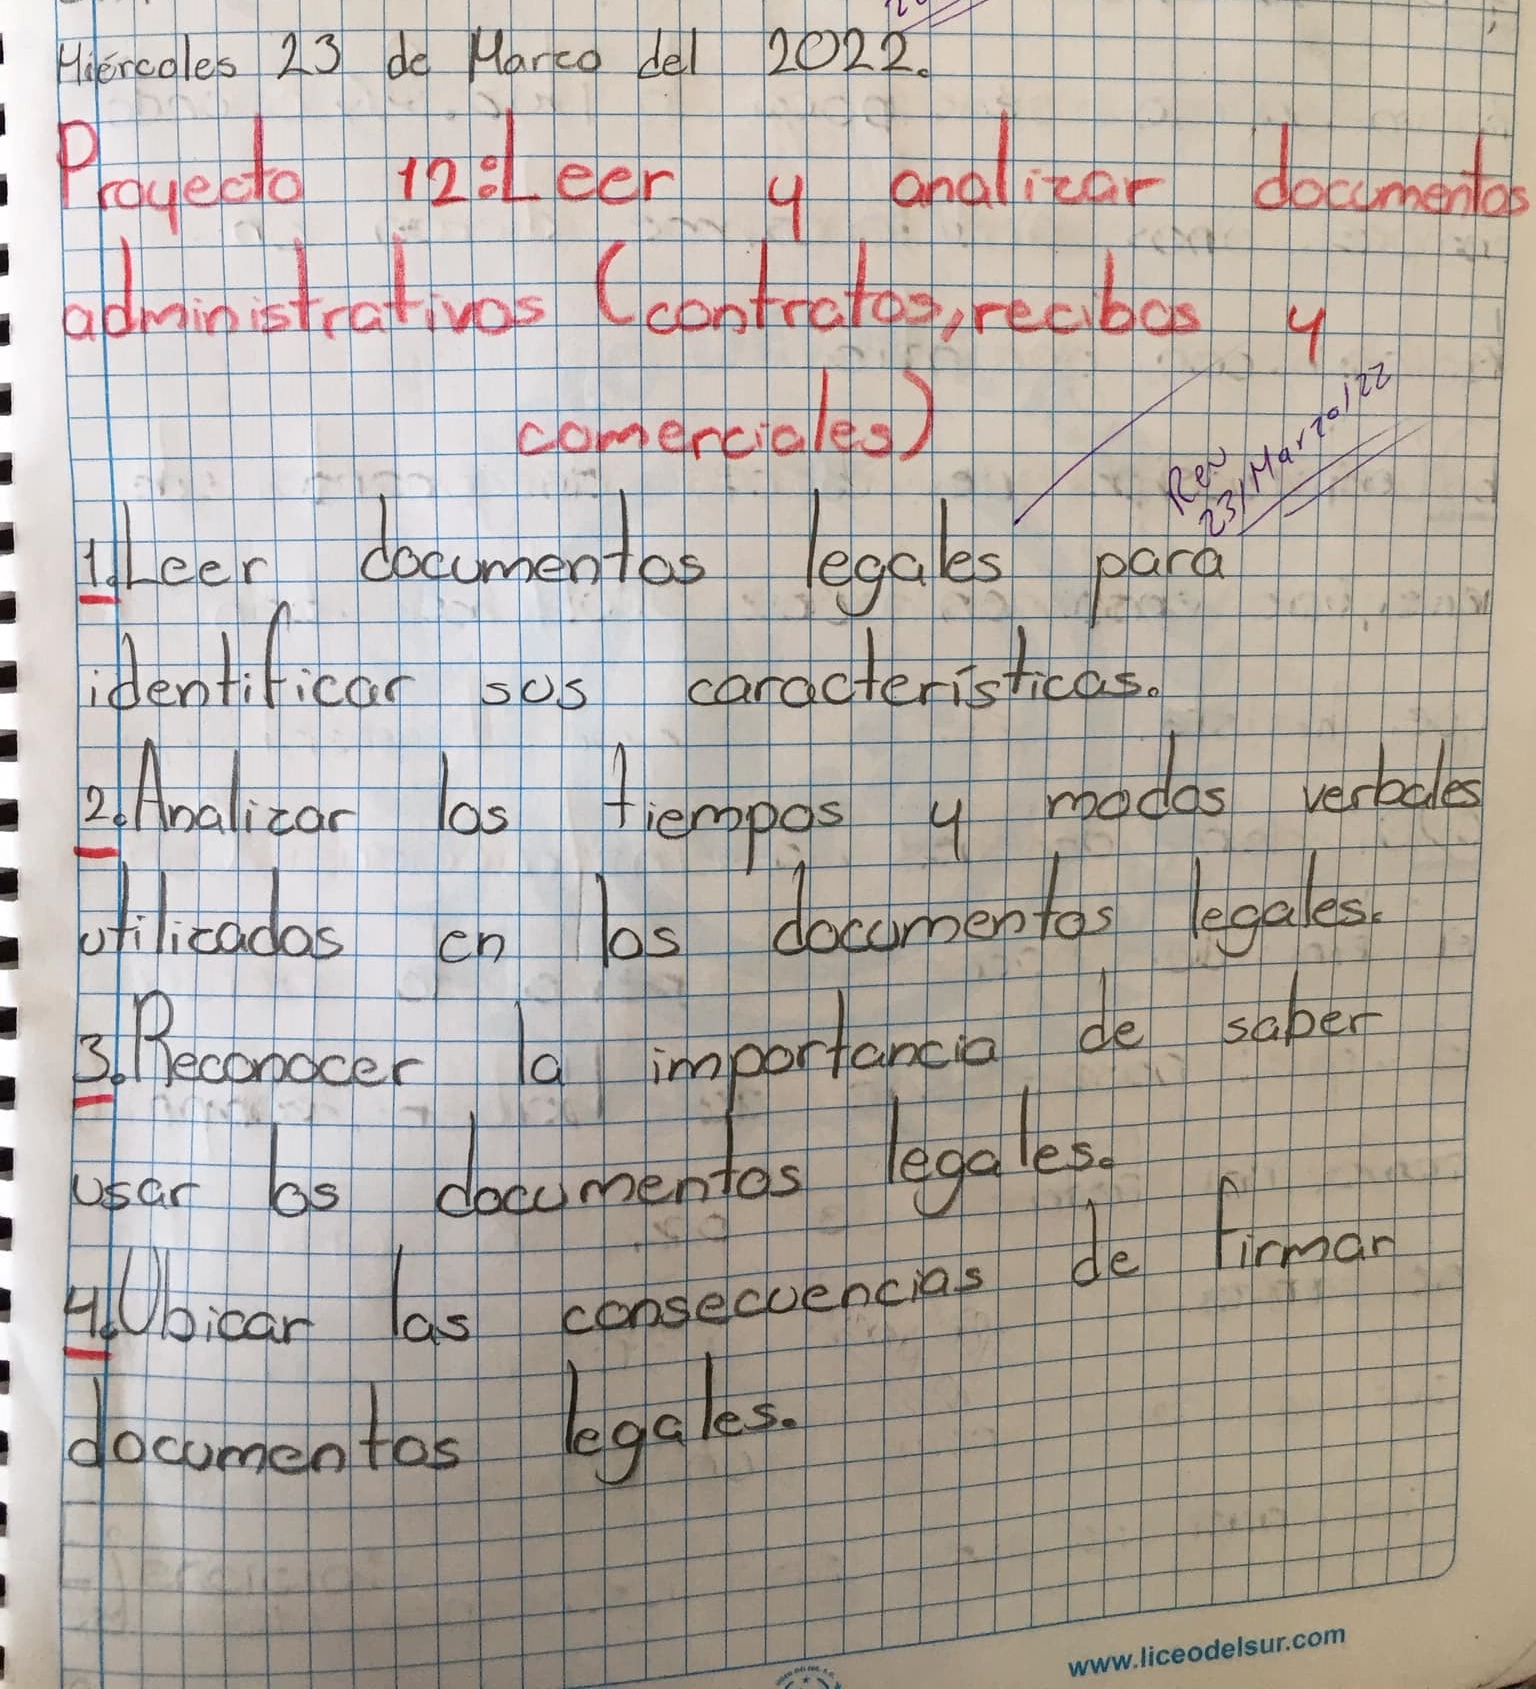 Miércoles 23 de Marzo del 2022.
Proyecto 12: Leer y analizar documentos
administrativos (contratos, recibos y
comerciales)
Rev
23/Marzo/22
1. Leer documentos legales para
identificar sus características.
2. Analizar los tiempos y modos verbales
utilizados en los documentos legales.
3. Reconocer la importancia de saber
usar los documentos legales.
4. Ubicar las consecuencias de firmar
documentos legales.
www.liceodelsur.com